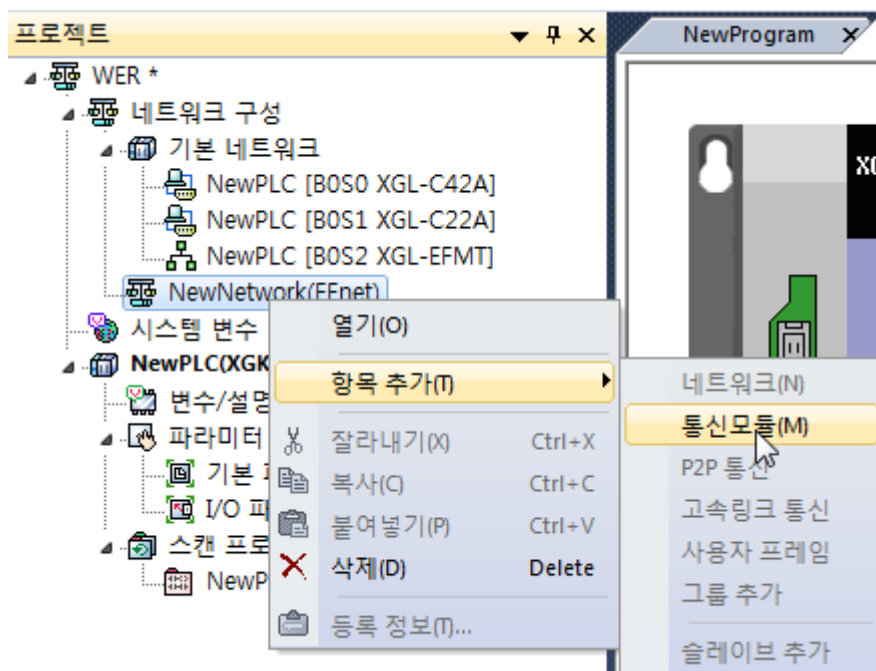 프로젝트
NewProgram
WER *
네트워크 구성
기본 네트워크
NewPLC [B0S0 XGL-C42A]
NewPLC [B0S1 XGL-C22A]
NewPLC [B0S2 XGL-EFMT]
NewNetwork(FEnet)
시스템 변수
NewPLC(XGK
변수/설명
파라미터
기본
I/O
스캔 프로
NewP
열기(O)
항목 추가(T)
잘라내기(X) Ctrl+X
복사(C) Ctrl+C
붙여넣기(P) Ctrl+V
삭제(D) Delete
등록 정보(T)...
네트워크(N)
통신모듈(M)
P2P 통신
고속링크 통신
사용자 프레임
그룹 추가
슬레이브 추가